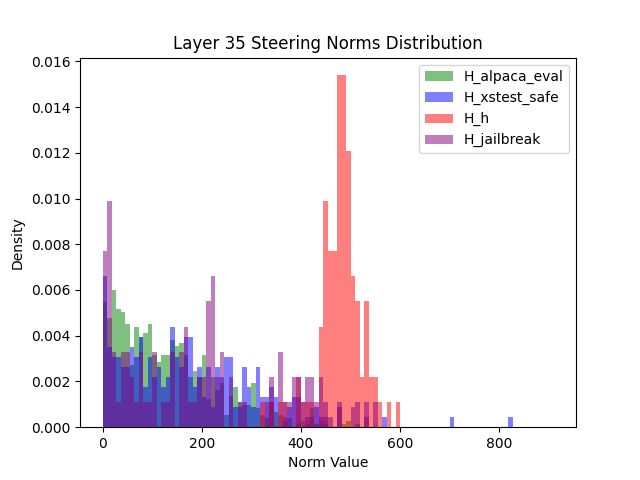 Layer 35 Steering Norms Distribution
0.016
0.014
0.012
0.010
0.008
0.006
0.004
0.002
0.000
Density
H_alpaca_eval
H_xstest_safe
H_h
H_jailbreak
0
200
400
600
800
Norm Value